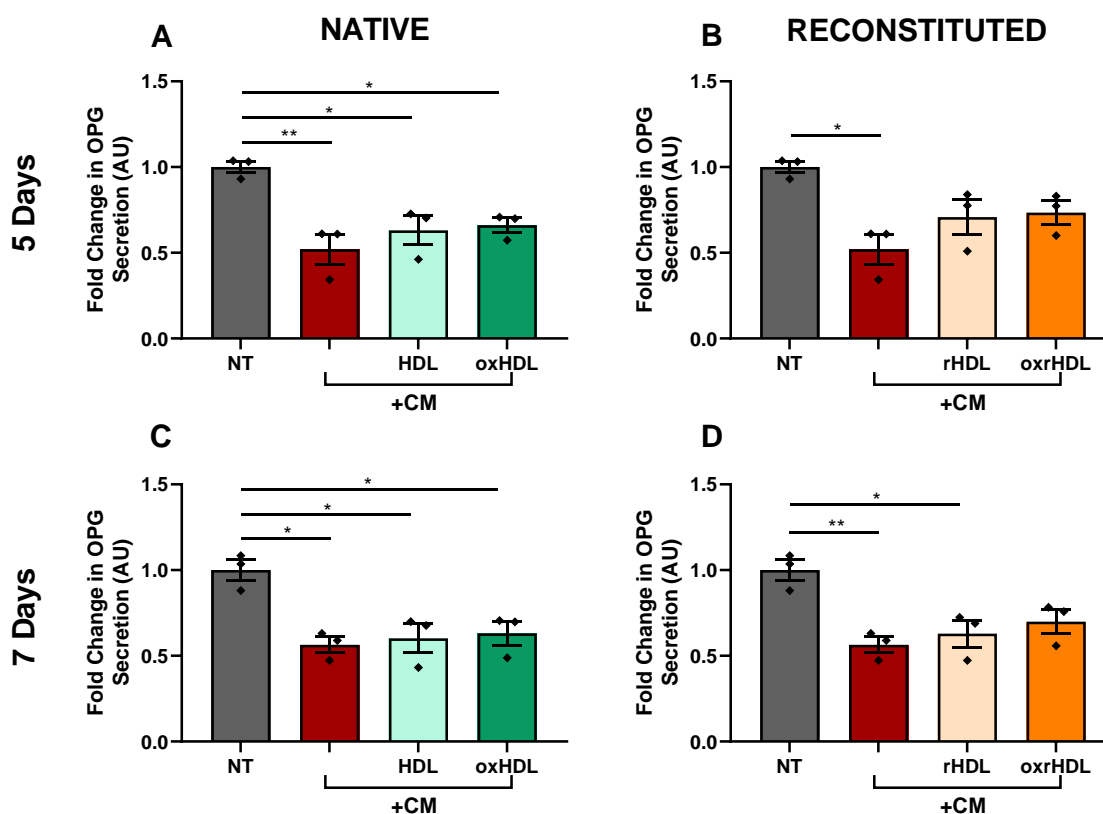 NATIVE
RECONSTITUTED
5 Days
7 Days
A
Fold Change in OPG
Secretion (AU)
1.5
1.0
0.5
0.0
*
*
**
NT
HDL
oxHDL
+CM
B
Fold Change in OPG
Secretion (AU)
1.5
1.0
0.5
0.0
*
NT
rHDL
oxrHDL
+CM
C
Fold Change in OPG
Secretion (AU)
1.5
1.0
0.5
0.0
*
*
*
NT
HDL
oxHDL
+CM
D
Fold Change in OPG
Secretion (AU)
1.5
1.0
0.5
0.0
*
**
NT
rHDL
oxrHDL
+CM